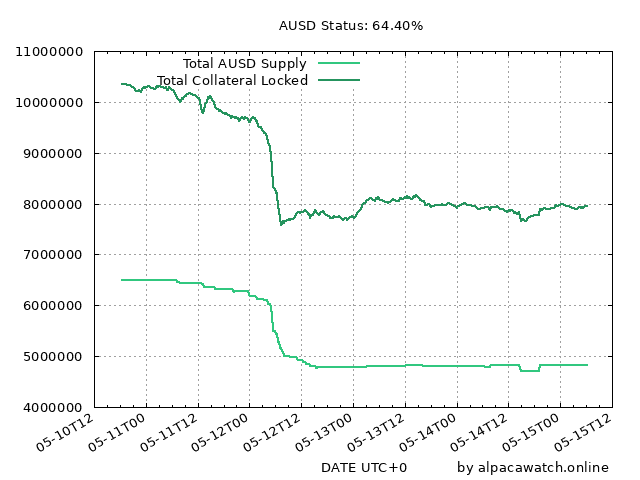 AUSD Status: 64.40%
11000000
10000000
9000000
8000000
7000000
6000000
5000000
4000000
Total AUSD Supply
Total Collateral Locked
05-10T12
05-11T00
05-11T12
05-12T00
05-12T12
05-13T00
05-13T12
05-14T00
05-14T12
05-15T00
05-15T12
DATE UTC+0
by alpacawatch.online